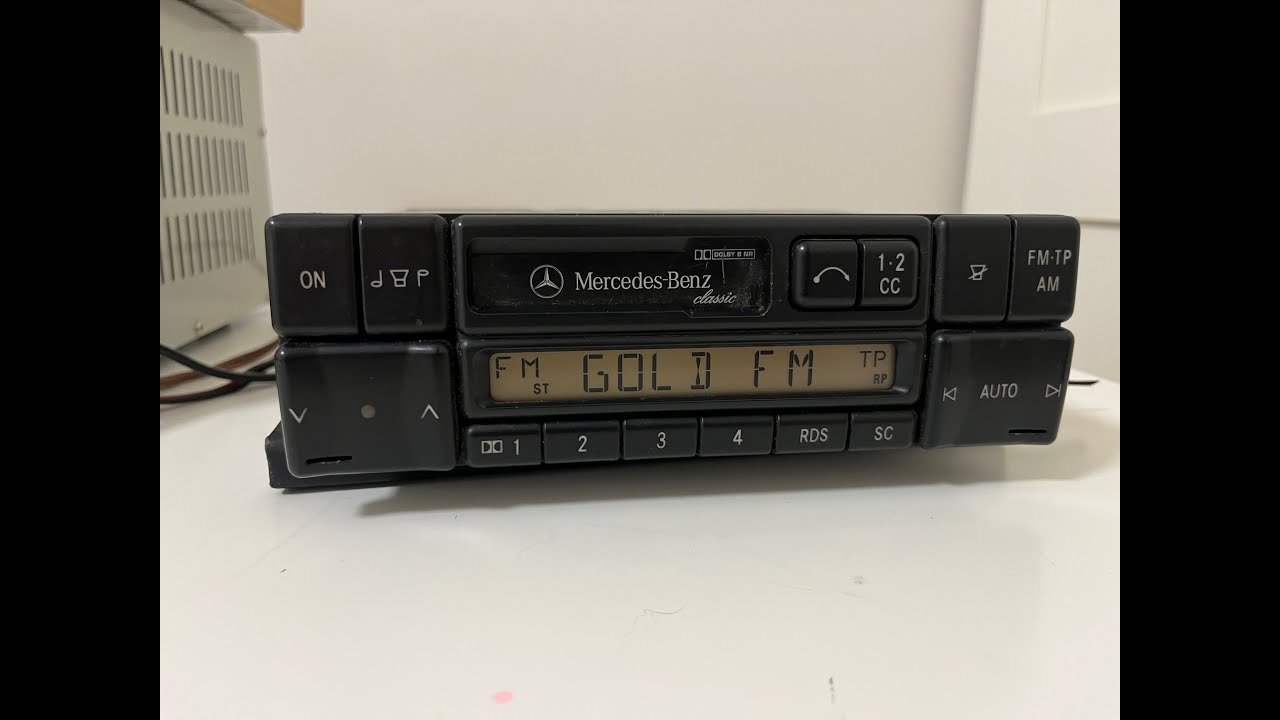 ON
Mercedes-Benz
classic
DOLBY B NR
1·2
CC
FM·TP
AM
FM ST GOLD FM TP RP
AUTO
1 2 3 4 RDS SC